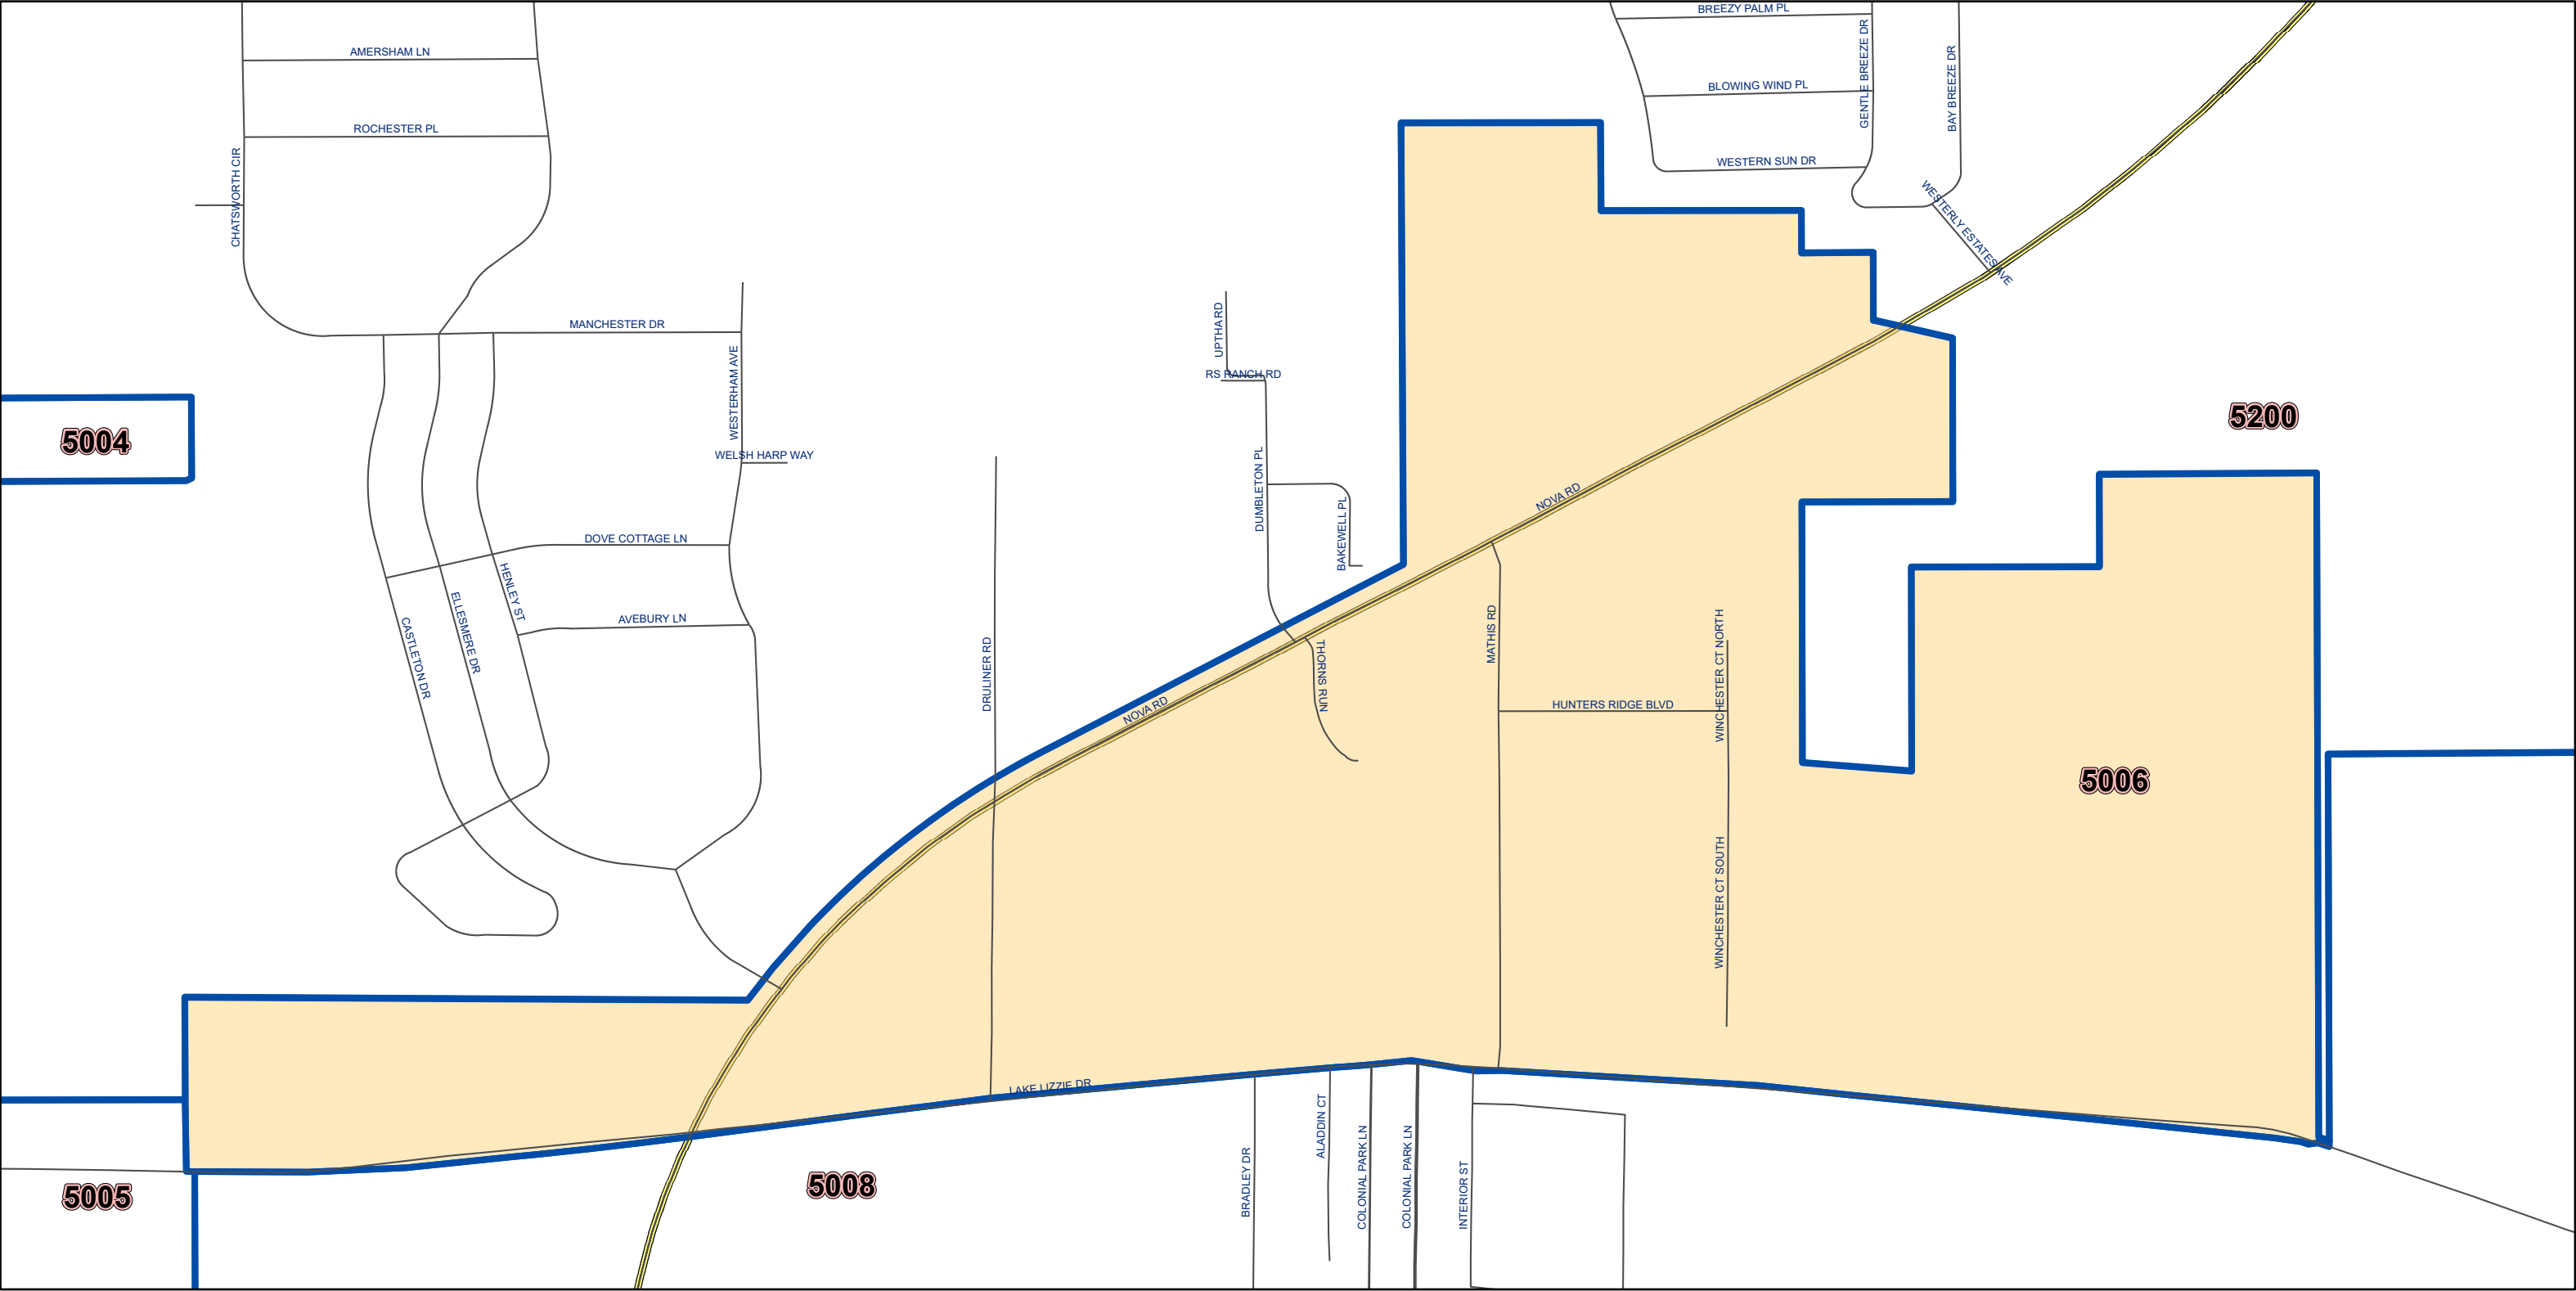 BREEZY PALM PL
AMERSHAM LN
GENTLE BREEZE DR
BAY BREEZE DR
BLOWING WIND PL
ROCHESTER PL
CHATSWORTH CIR
WESTERN SUN DR
WESTERLY ESTATES AVE
MANCHESTER DR
UPTHA RD
WESTERHAM AVE
RS RANCH RD
5004
5200
WELSH HARP WAY
DUMBLETON PL
NOVA RD
BAKEWELL PL
DOVE COTTAGE LN
HENLEY ST
ELLESMERE DR
AVEBURY LN
CASTLETON DR
DRULINER RD
THORNS RUN
MATHIS RD
WINCHESTER CT NORTH
NOVA RD
HUNTERS RIDGE BLVD
5006
WINCHESTER CT SOUTH
LAKE LIZZIE DR
ALADDIN CT
COLONIAL PARK LN
COLONIAL PARK LN
BRADLEY DR
INTERIOR ST
5005
5008